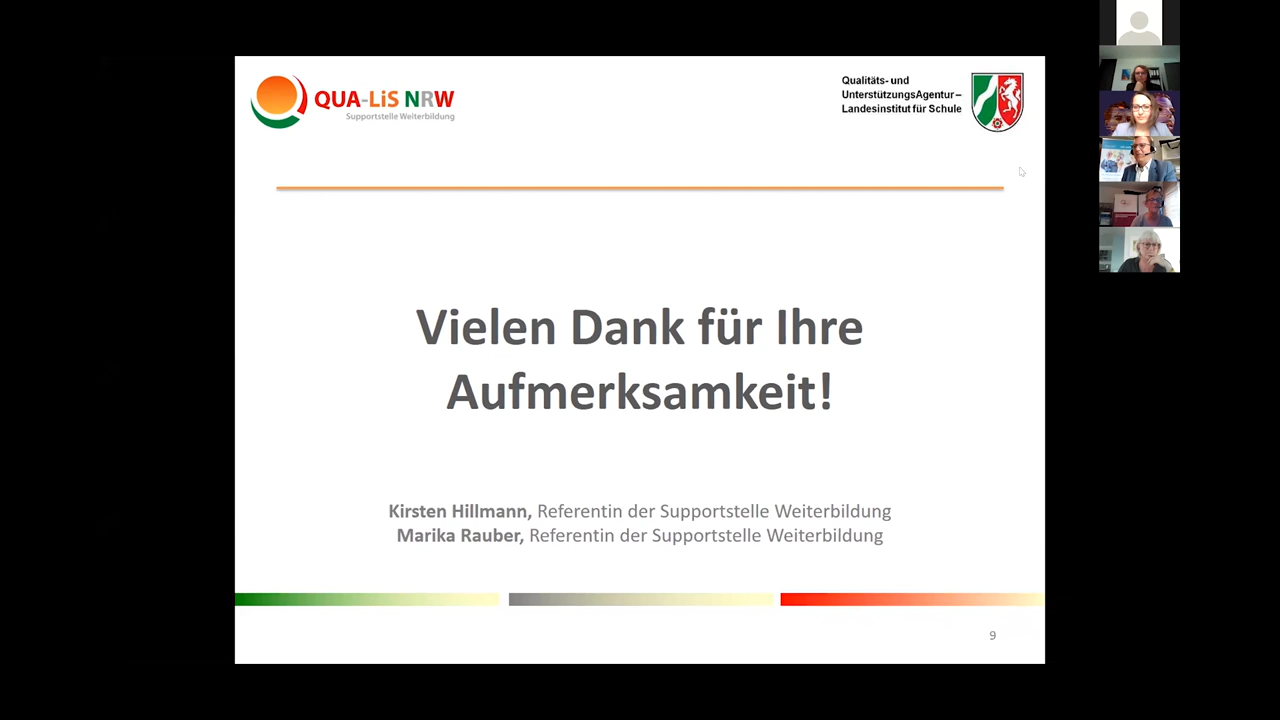 QUA-LiS NRW
Supportstelle Weiterbildung
Qualitäts- und
UnterstützungsAgentur –
Landesinstitut für Schule
Vielen Dank für Ihre
Aufmerksamkeit!
Kirsten Hillmann, Referentin der Supportstelle Weiterbildung
Marika Rauber, Referentin der Supportstelle Weiterbildung
9